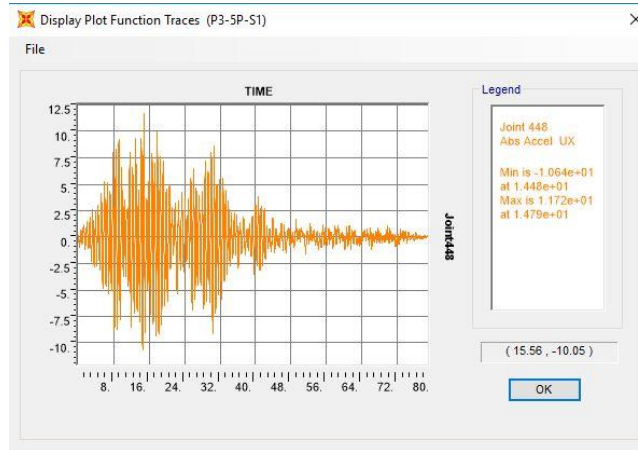 Display Plot Function Traces (P3-5P-S1)
File
TIME
12.5
10.
7.5
5.
2.5
0.
-2.5
-5.
-7.5
-10.
8. 16. 24. 32. 40. 48. 56. 64. 72. 80.
Joint448
Legend
Joint 448
Abs Accel UX
Min is -1.064e+01
at 1.448e+01
Max is 1.172e+01
at 1.479e+01
( 15.56 , -10.05 )
OK